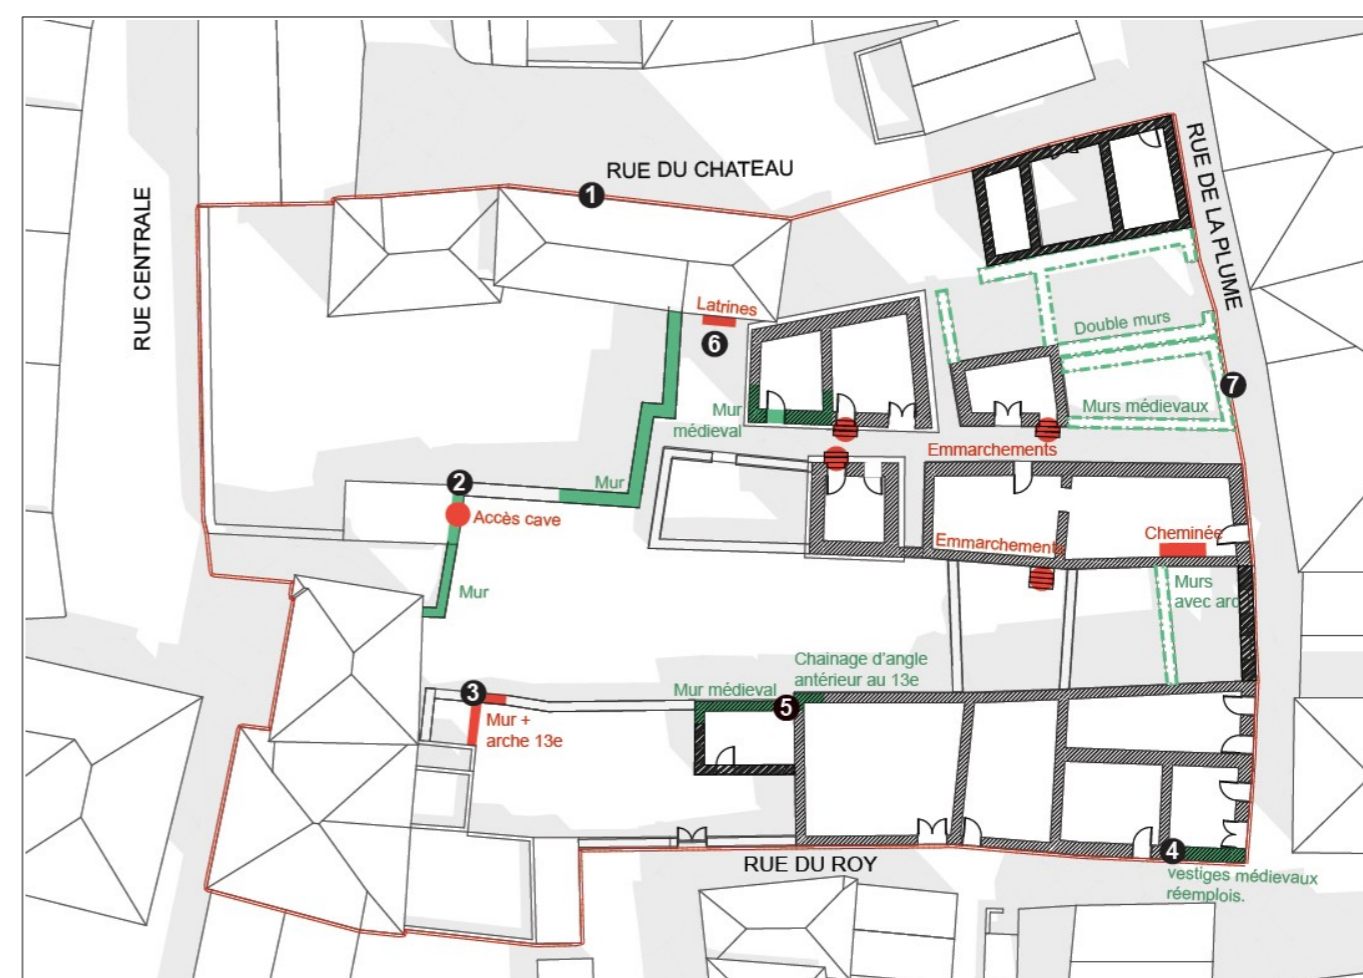 RUE DU CHATEAU
1
RUE CENTRALE
RUE DE LA PLUME
Latrines
6
Double murs
7
Mur
médieval
Murs médievaux
Emmarchements
2
Mur
Accès cave
Emmarchements
Cheminée
Mur
Murs
avec arc
Chainage d'angle
antérieur au 13e
3
Mur médieval
5
Mur +
arche 13e
4
RUE DU ROY
vestiges médievaux
réemplois.